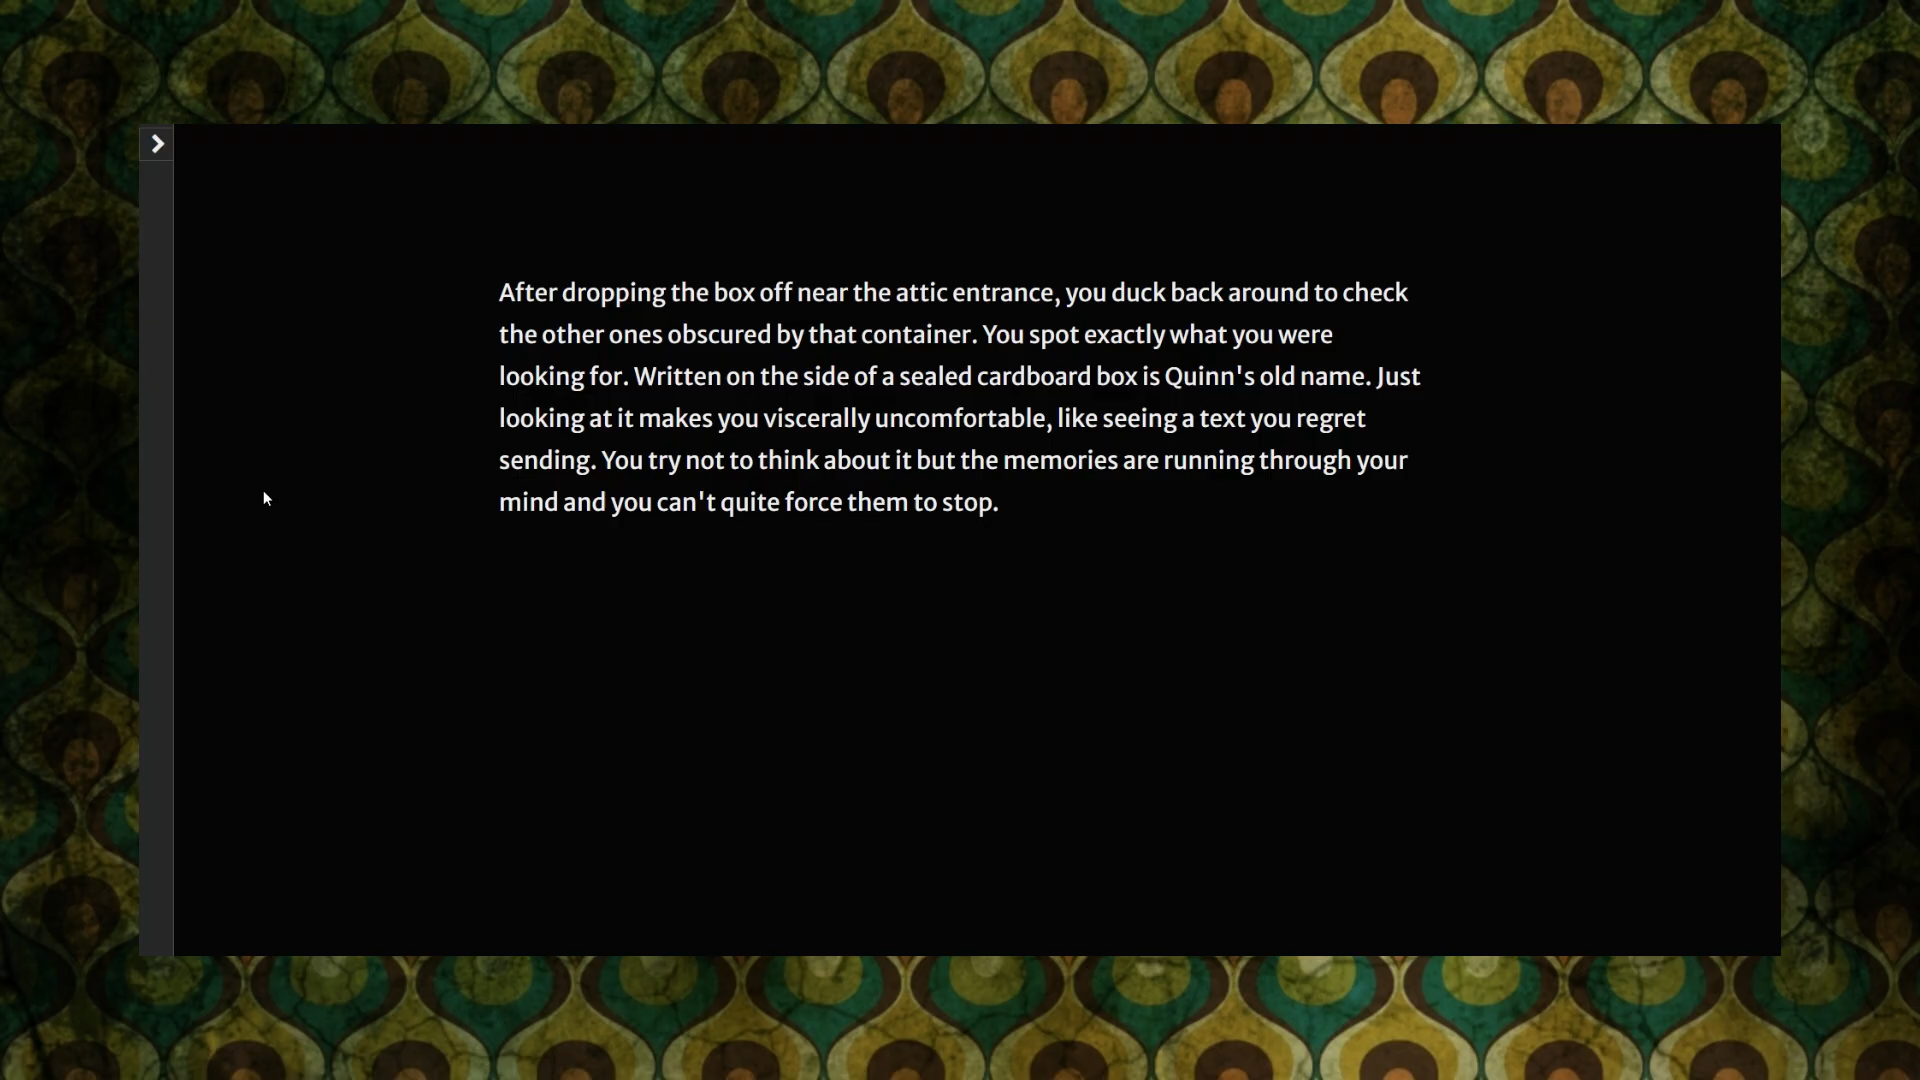 After dropping the box off near the attic entrance, you duck back around to check
the other ones obscured by that container. You spot exactly what you were
looking for. Written on the side of a sealed cardboard box is Quinn's old name. Just
looking at it makes you viscerally uncomfortable, like seeing a text you regret
sending. You try not to think about it but the memories are running through your
mind and you can't quite force them to stop.